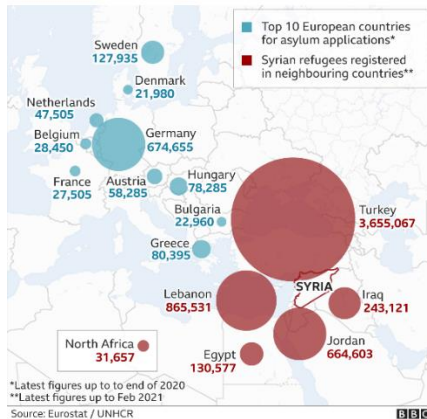 Top 10 European countries
for asylum applications*
Syrian refugees registered
in neighbouring countries**
Sweden
127,935
Denmark
21,980
Netherlands
47,505
Belgium
28,450
Germany
674,655
France
27,505
Austria
58,285
Hungary
78,285
Bulgaria
22,960
Greece
80,395
Turkey
3,655,067
SYRIA
Lebanon
865,531
Iraq
243,121
Jordan
664,603
Egypt
130,577
North Africa
31,657
*Latest figures up to to end of 2020
**Latest figures up to Feb 2021
Source: Eurostat / UNHCR
BBC